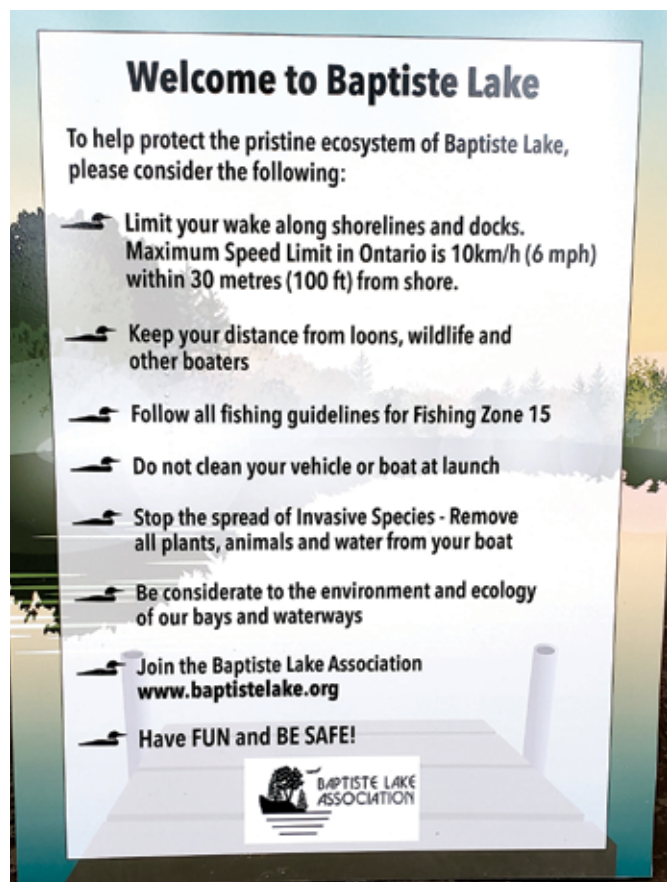 Welcome to Baptiste Lake
To help protect the pristine ecosystem of Baptiste Lake,
please consider the following:
Limit your wake along shorelines and docks.
Maximum Speed Limit in Ontario is 10km/h (6 mph)
within 30 metres (100 ft) from shore.
Keep your distance from loons, wildlife and
other boaters
Follow all fishing guidelines for Fishing Zone 15
Do not clean your vehicle or boat at launch
Stop the spread of Invasive Species - Remove
all plants, animals and water from your boat
Be considerate to the environment and ecology
of our bays and waterways
Join the Baptiste Lake Association
www.baptistelake.org
Have FUN and BE SAFE!
BAPTISTE LAKE
ASSOCIATION